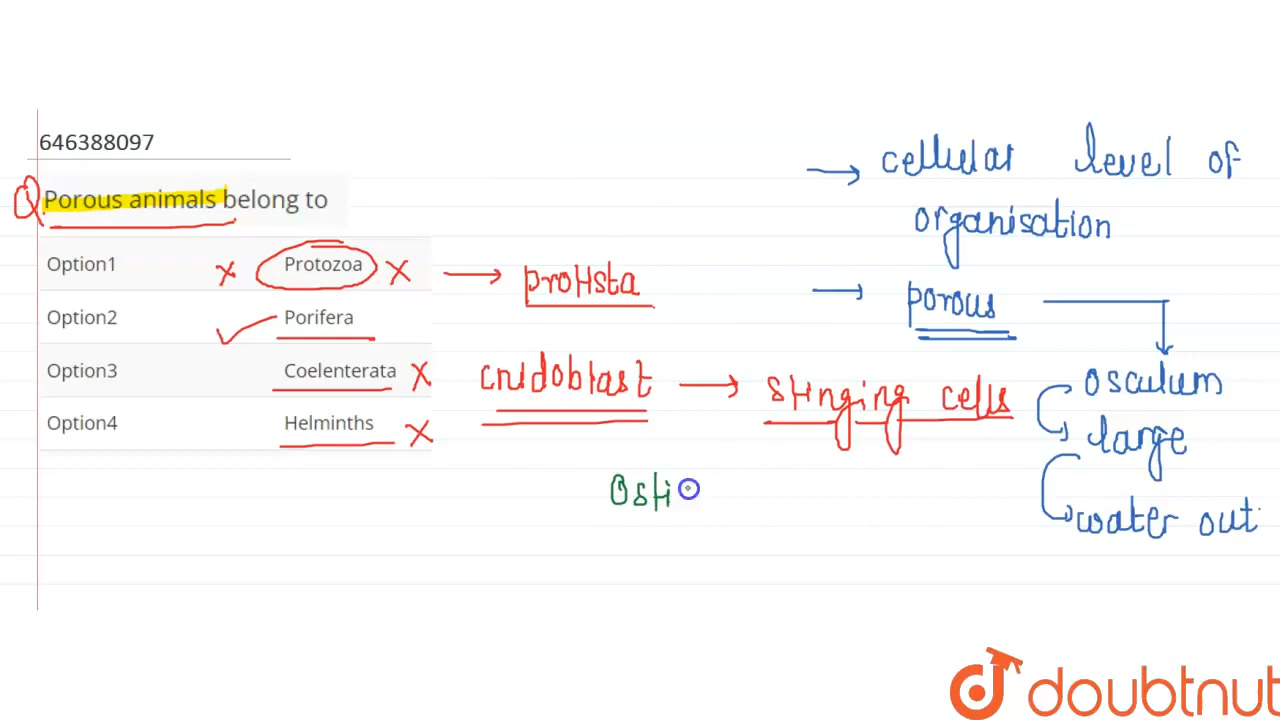 646388097
Q Porous animals belong to
Option1 Protozoa
Option2 Porifera
Option3 Coelenterata
Option4 Helminths
→ protista
cnidoblast → stinging cells
Osti
→ cellular level of
organisation
→ porous
osculum
large
water out
doubtnut